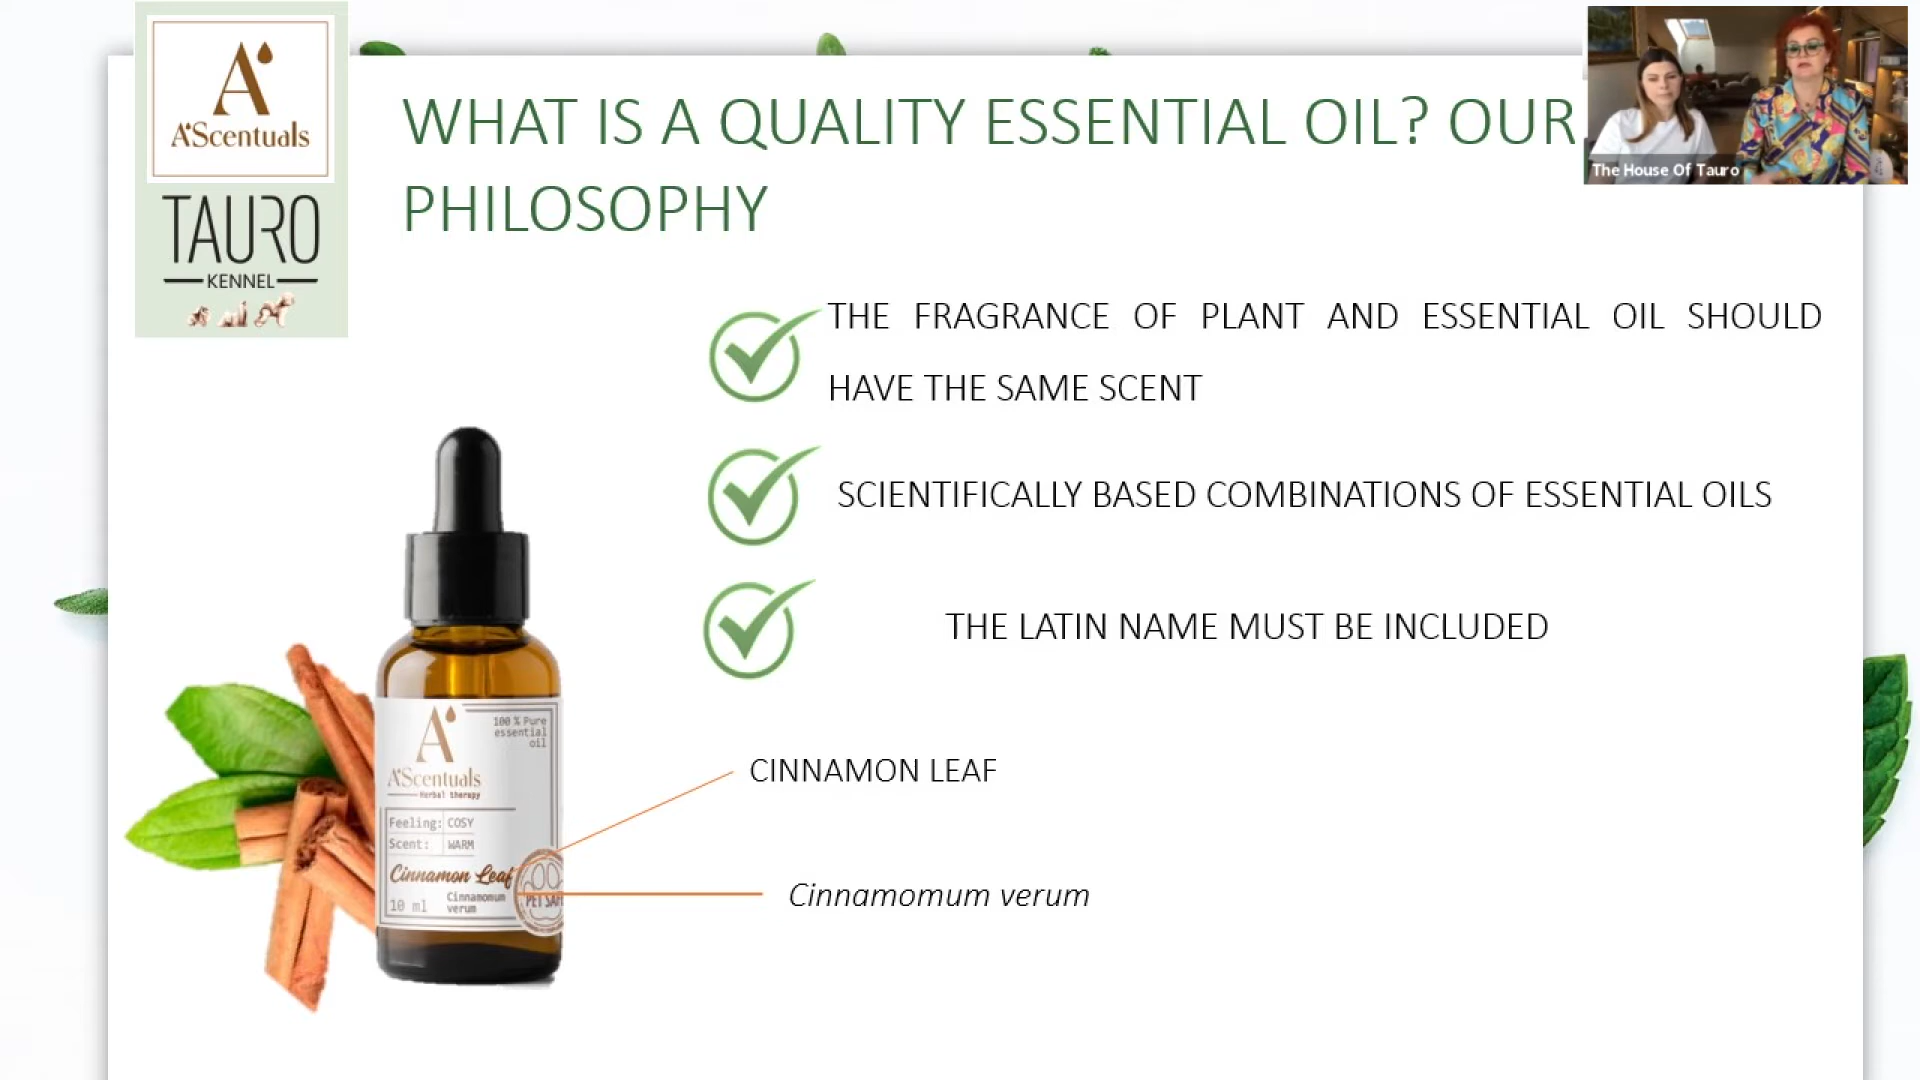 A
A'Scentuals
TAURO
KENNEL
WHAT IS A QUALITY ESSENTIAL OIL? OUR
PHILOSOPHY
The House Of Tauro
THE FRAGRANCE OF PLANT AND ESSENTIAL OIL SHOULD
HAVE THE SAME SCENT
SCIENTIFICALLY BASED COMBINATIONS OF ESSENTIAL OILS
THE LATIN NAME MUST BE INCLUDED
A
100 % Pure
essential
oil
A'Scentuals
Herbal therapy
Feeling: COSY
Scent: WARM
Cinnamon Leaf
Cinnamomum
verum
10 ml
PET SAF
CINNAMON LEAF
Cinnamomum verum